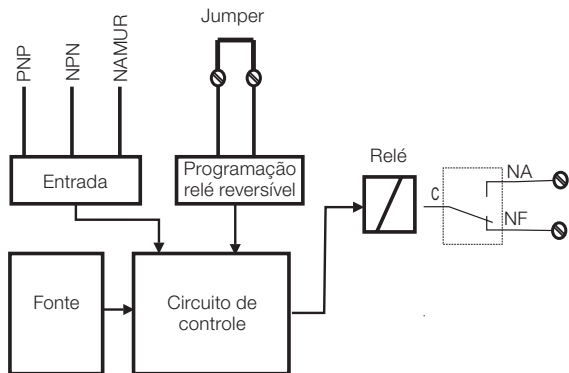 Jumper
PNP
NPN
NAMUR
Entrada
Programação
relé reversível
Relé
C
NA
NF
Fonte
Circuito de
controle